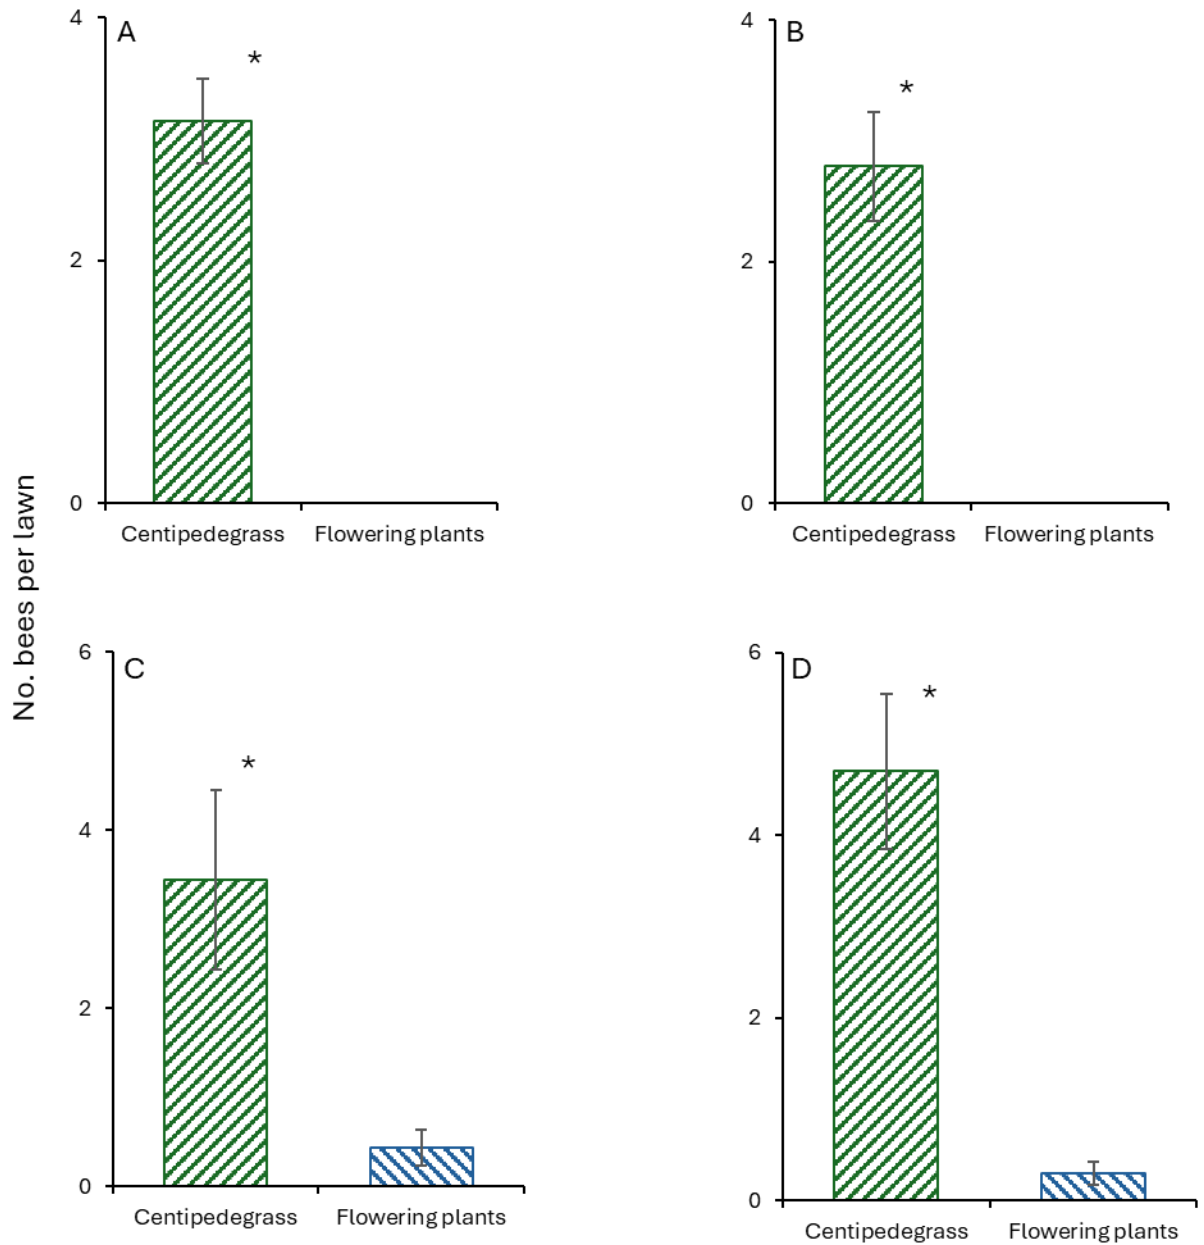 No. bees per lawn
A
*
4
2
0
Centipedegrass
Flowering plants
B
*
4
2
0
Centipedegrass
Flowering plants
C
*
6
4
2
0
Centipedegrass
Flowering plants
D
*
6
4
2
0
Centipedegrass
Flowering plants